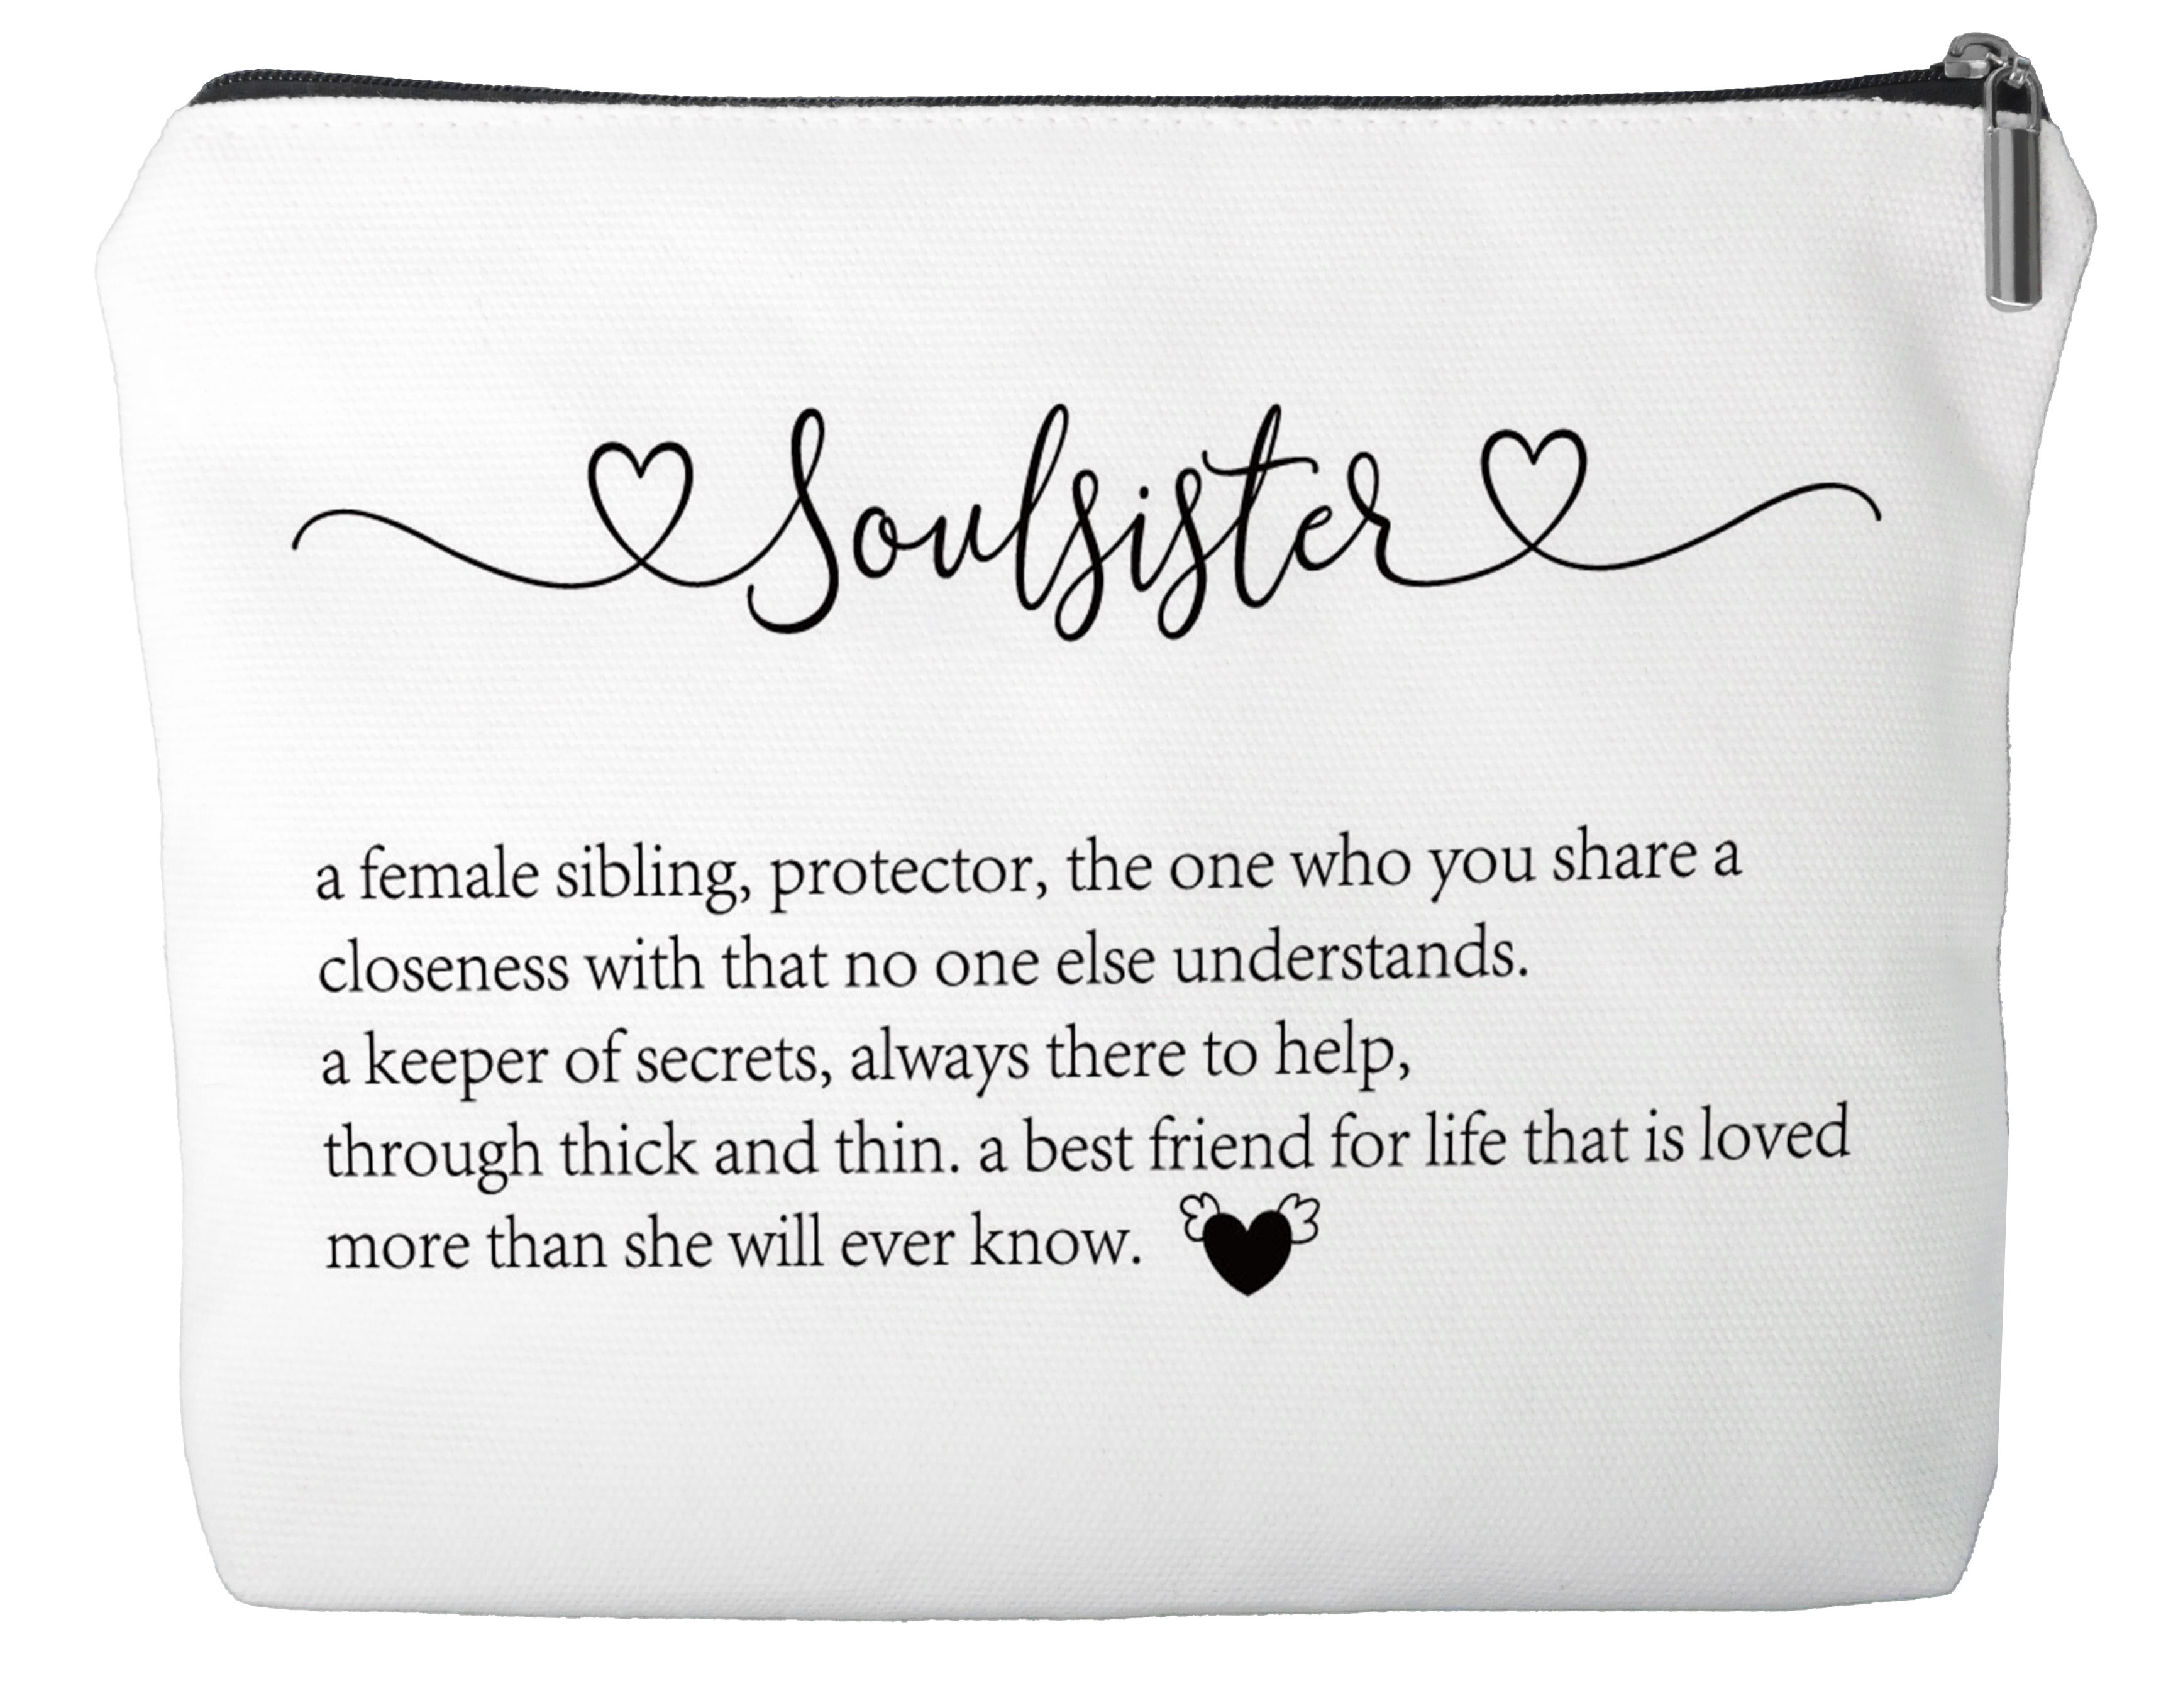 Soulsister
a female sibling, protector, the one who you share a
closeness with that no one else understands.
a keeper of secrets, always there to help,
through thick and thin. a best friend for life that is loved
more than she will ever know.